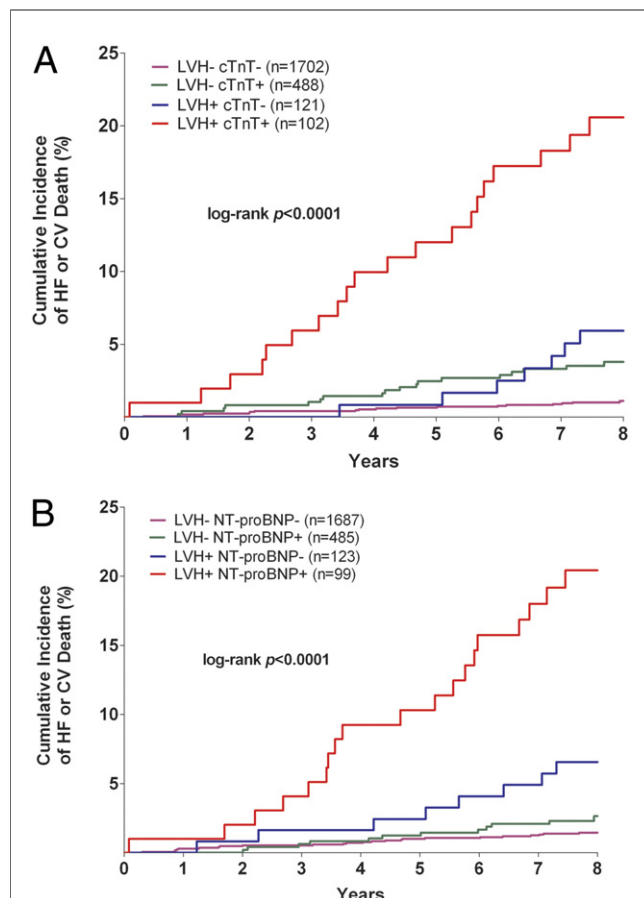 A
25
20
15
10
5
Cumulative Incidence
of HF or CV Death (%)
LVH- cTnT- (n=1702)
LVH- cTnT+ (n=488)
LVH+ cTnT- (n=121)
LVH+ cTnT+ (n=102)
log-rank p<0.0001
0 1 2 3 4 5 6 7 8
Years
B
25
20
15
10
5
Cumulative Incidence
of HF or CV Death (%)
LVH- NT-proBNP- (n=1687)
LVH- NT-proBNP+ (n=485)
LVH+ NT-proBNP- (n=123)
LVH+ NT-proBNP+ (n=99)
log-rank p<0.0001
0 1 2 3 4 5 6 7 8
Years